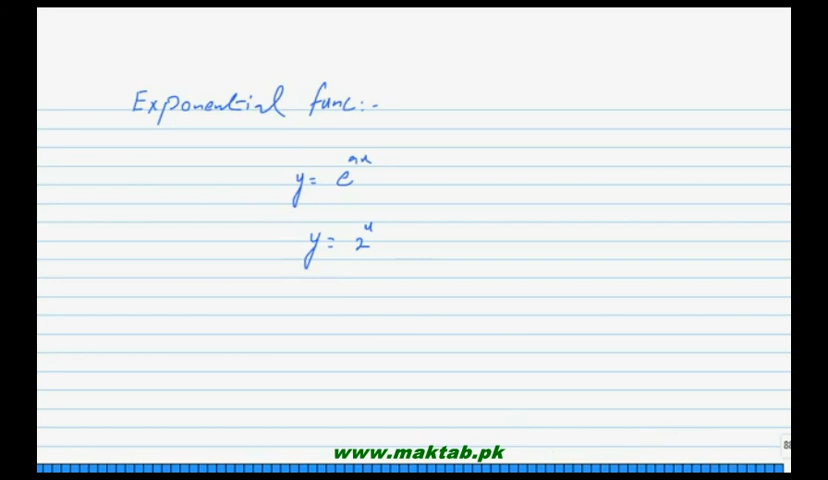 Exponential func:-
y = e^ax
y = 2^x
www.maktab.pk